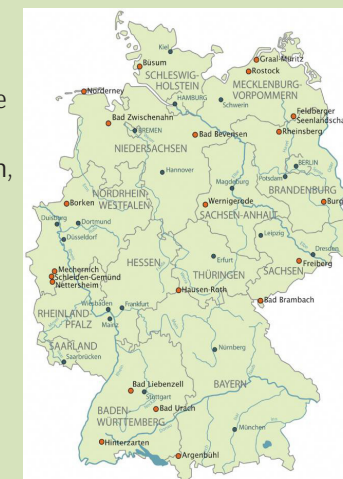 e
n,
Kiel
Büsum
SCHLESWIG-
HOLSTEIN
Graal-Müritz
Rostock
MECKLENBURG-
VORPOMMERN
Norderney
HAMBURG
Schwerin
Feldberger
Seenlandscha
Bad Zwischenahn
BREMEN
Bad Bevensen
Rheinsberg
NIEDERSACHSEN
BERLIN
Hannover
Potsdam
Magdeburg
BRANDENBURG
NORDRHEIN-
WESTFALEN
Borken
Wernigerode
Burg
SACHSEN-ANHALT
Duisburg
Dortmund
Düsseldorf
Leipzig
Dresden
HESSEN
Erfurt
THÜRINGEN
SACHSEN
Freiberg
Mechernich
Schleiden-Gemünd
Nettersheim
Hausen-Roth
Bad Brambach
Wiesbaden
Frankfurt
RHEINLAND
PFALZ
Mainz
SAARLAND
Saarbrücken
Nürnberg
Bad Liebenzell
Stuttgart
BAYERN
Bad Urach
BADEN-
WÜRTTEMBERG
München
Hinterzarten
Argenbühl